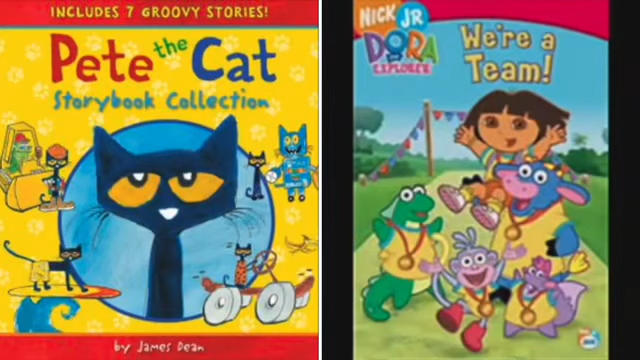 INCLUDES 7 GROOVY STORIES!
Pete the Cat
Storybook Collection
by James Dean
NICK JR
DORA
the EXPLORER
We're a
Team!